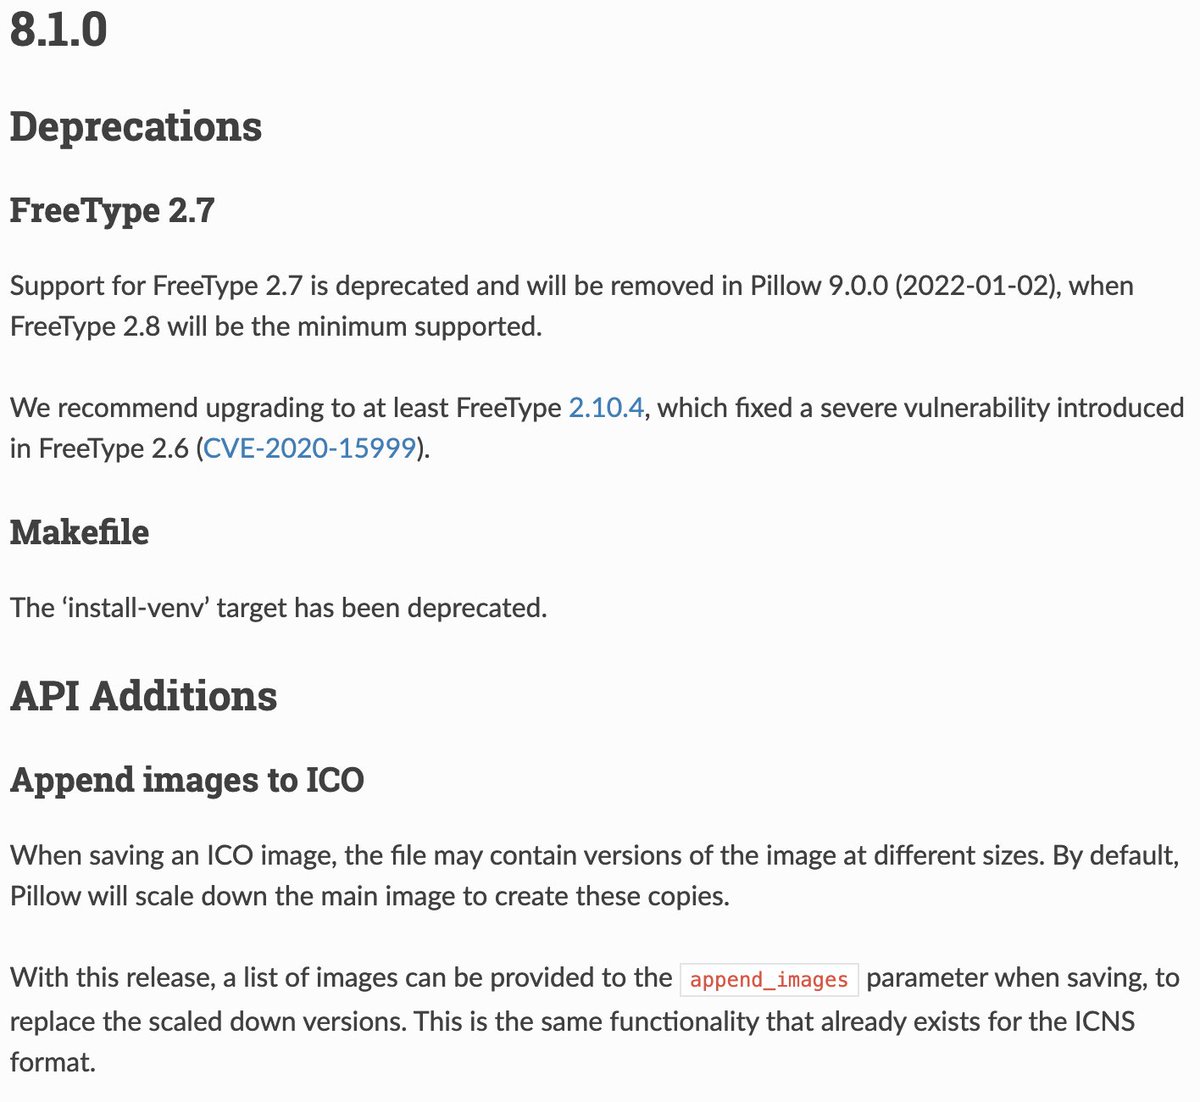 8.1.0
Deprecations
FreeType 2.7
Support for FreeType 2.7 is deprecated and will be removed in Pillow 9.0.0 (2022-01-02), when
FreeType 2.8 will be the minimum supported.
We recommend upgrading to at least FreeType 2.10.4, which fixed a severe vulnerability introduced
in FreeType 2.6 (CVE-2020-15999).
Makefile
The ‘install-venv’ target has been deprecated.
API Additions
Append images to ICO
When saving an ICO image, the file may contain versions of the image at different sizes. By default,
Pillow will scale down the main image to create these copies.
With this release, a list of images can be provided to the append_images parameter when saving, to
replace the scaled down versions. This is the same functionality that already exists for the ICNS
format.